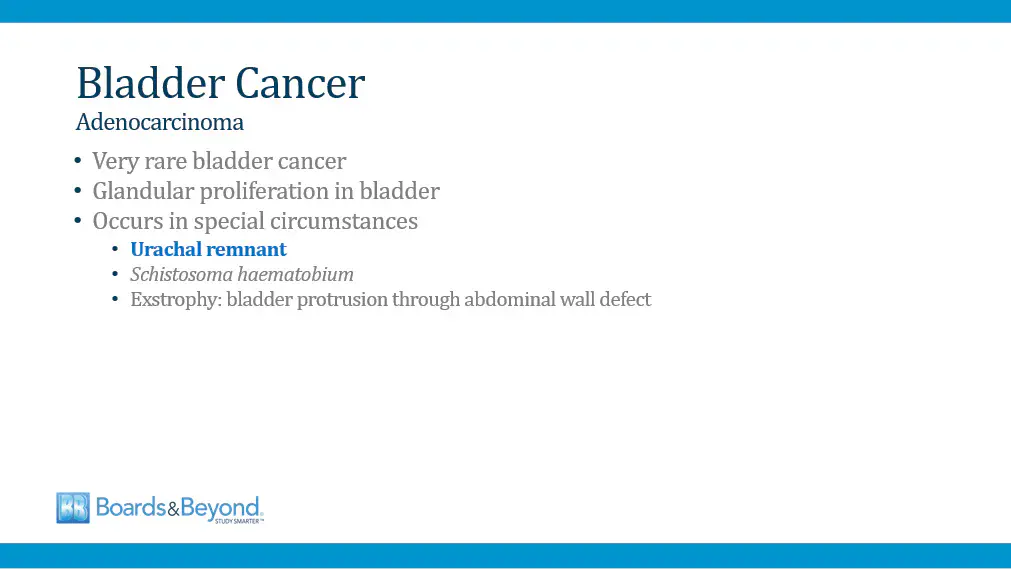 Bladder Cancer
Adenocarcinoma
• Very rare bladder cancer
• Glandular proliferation in bladder
• Occurs in special circumstances
• Urachal remnant
• Schistosoma haematobium
• Exstrophy: bladder protrusion through abdominal wall defect
BB Boards&Beyond®
STUDY SMARTER™